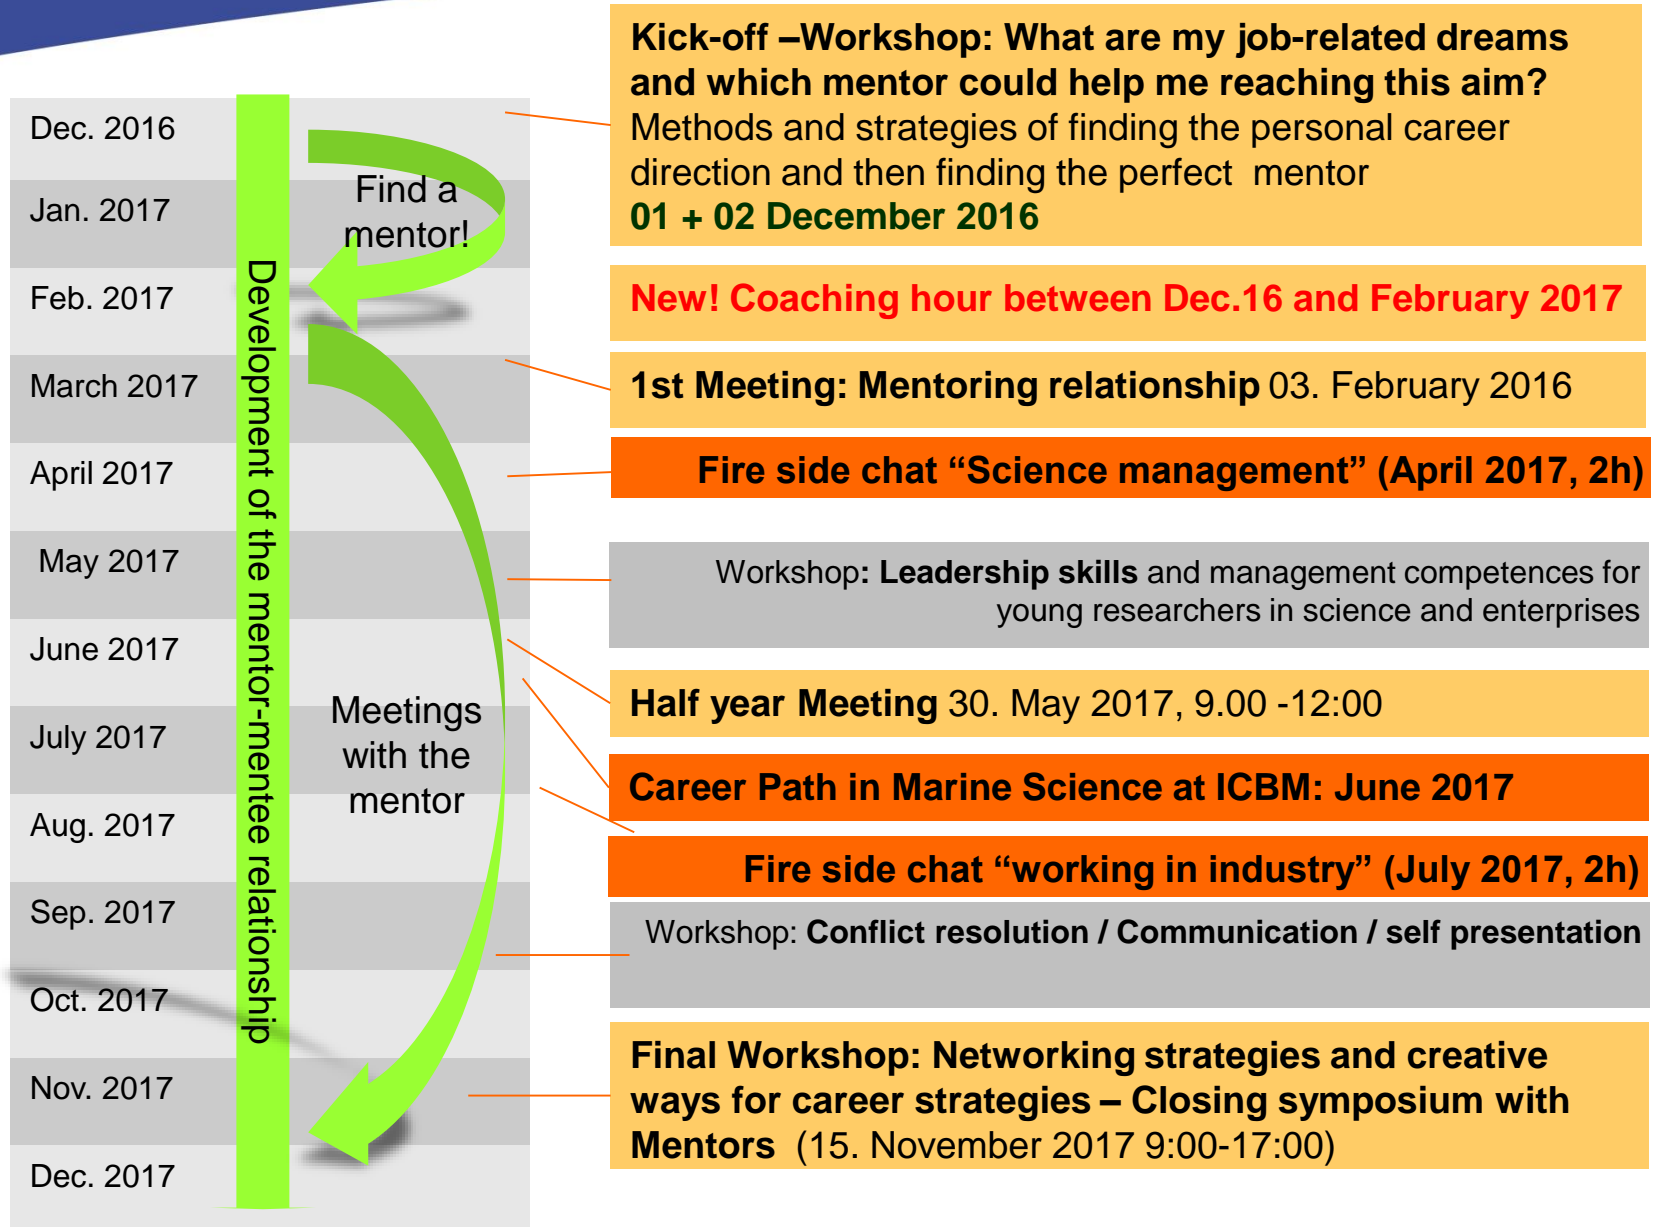 Dec. 2016
Jan. 2017
Feb. 2017
March 2017
April 2017
May 2017
June 2017
July 2017
Aug. 2017
Sep. 2017
Oct. 2017
Nov. 2017
Dec. 2017
Development of the mentor-mentee relationship
Find a
mentor!
Meetings
with the
mentor
Kick-off –Workshop: What are my job-related dreams
and which mentor could help me reaching this aim?
Methods and strategies of finding the personal career
direction and then finding the perfect mentor
01 + 02 December 2016
New! Coaching hour between Dec.16 and February 2017
1st Meeting: Mentoring relationship 03. February 2016
Fire side chat “Science management” (April 2017, 2h)
Workshop: Leadership skills and management competences for
young researchers in science and enterprises
Half year Meeting 30. May 2017, 9.00 -12:00
Career Path in Marine Science at ICBM: June 2017
Fire side chat “working in industry” (July 2017, 2h)
Workshop: Conflict resolution / Communication / self presentation
Final Workshop: Networking strategies and creative
ways for career strategies – Closing symposium with
Mentors (15. November 2017 9:00-17:00)